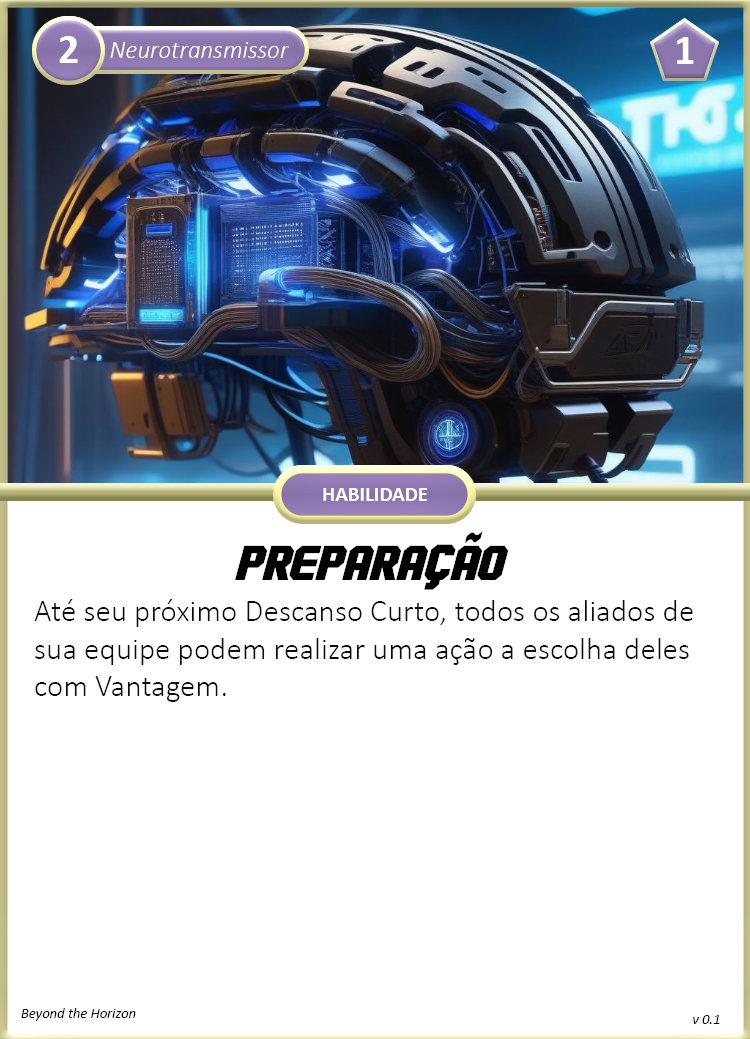 2 Neurotransmissor
1
HABILIDADE
PREPARAÇÃO
Até seu próximo Descanso Curto, todos os aliados de
sua equipe podem realizar uma ação a escolha deles
com Vantagem.
Beyond the Horizon
v 0.1